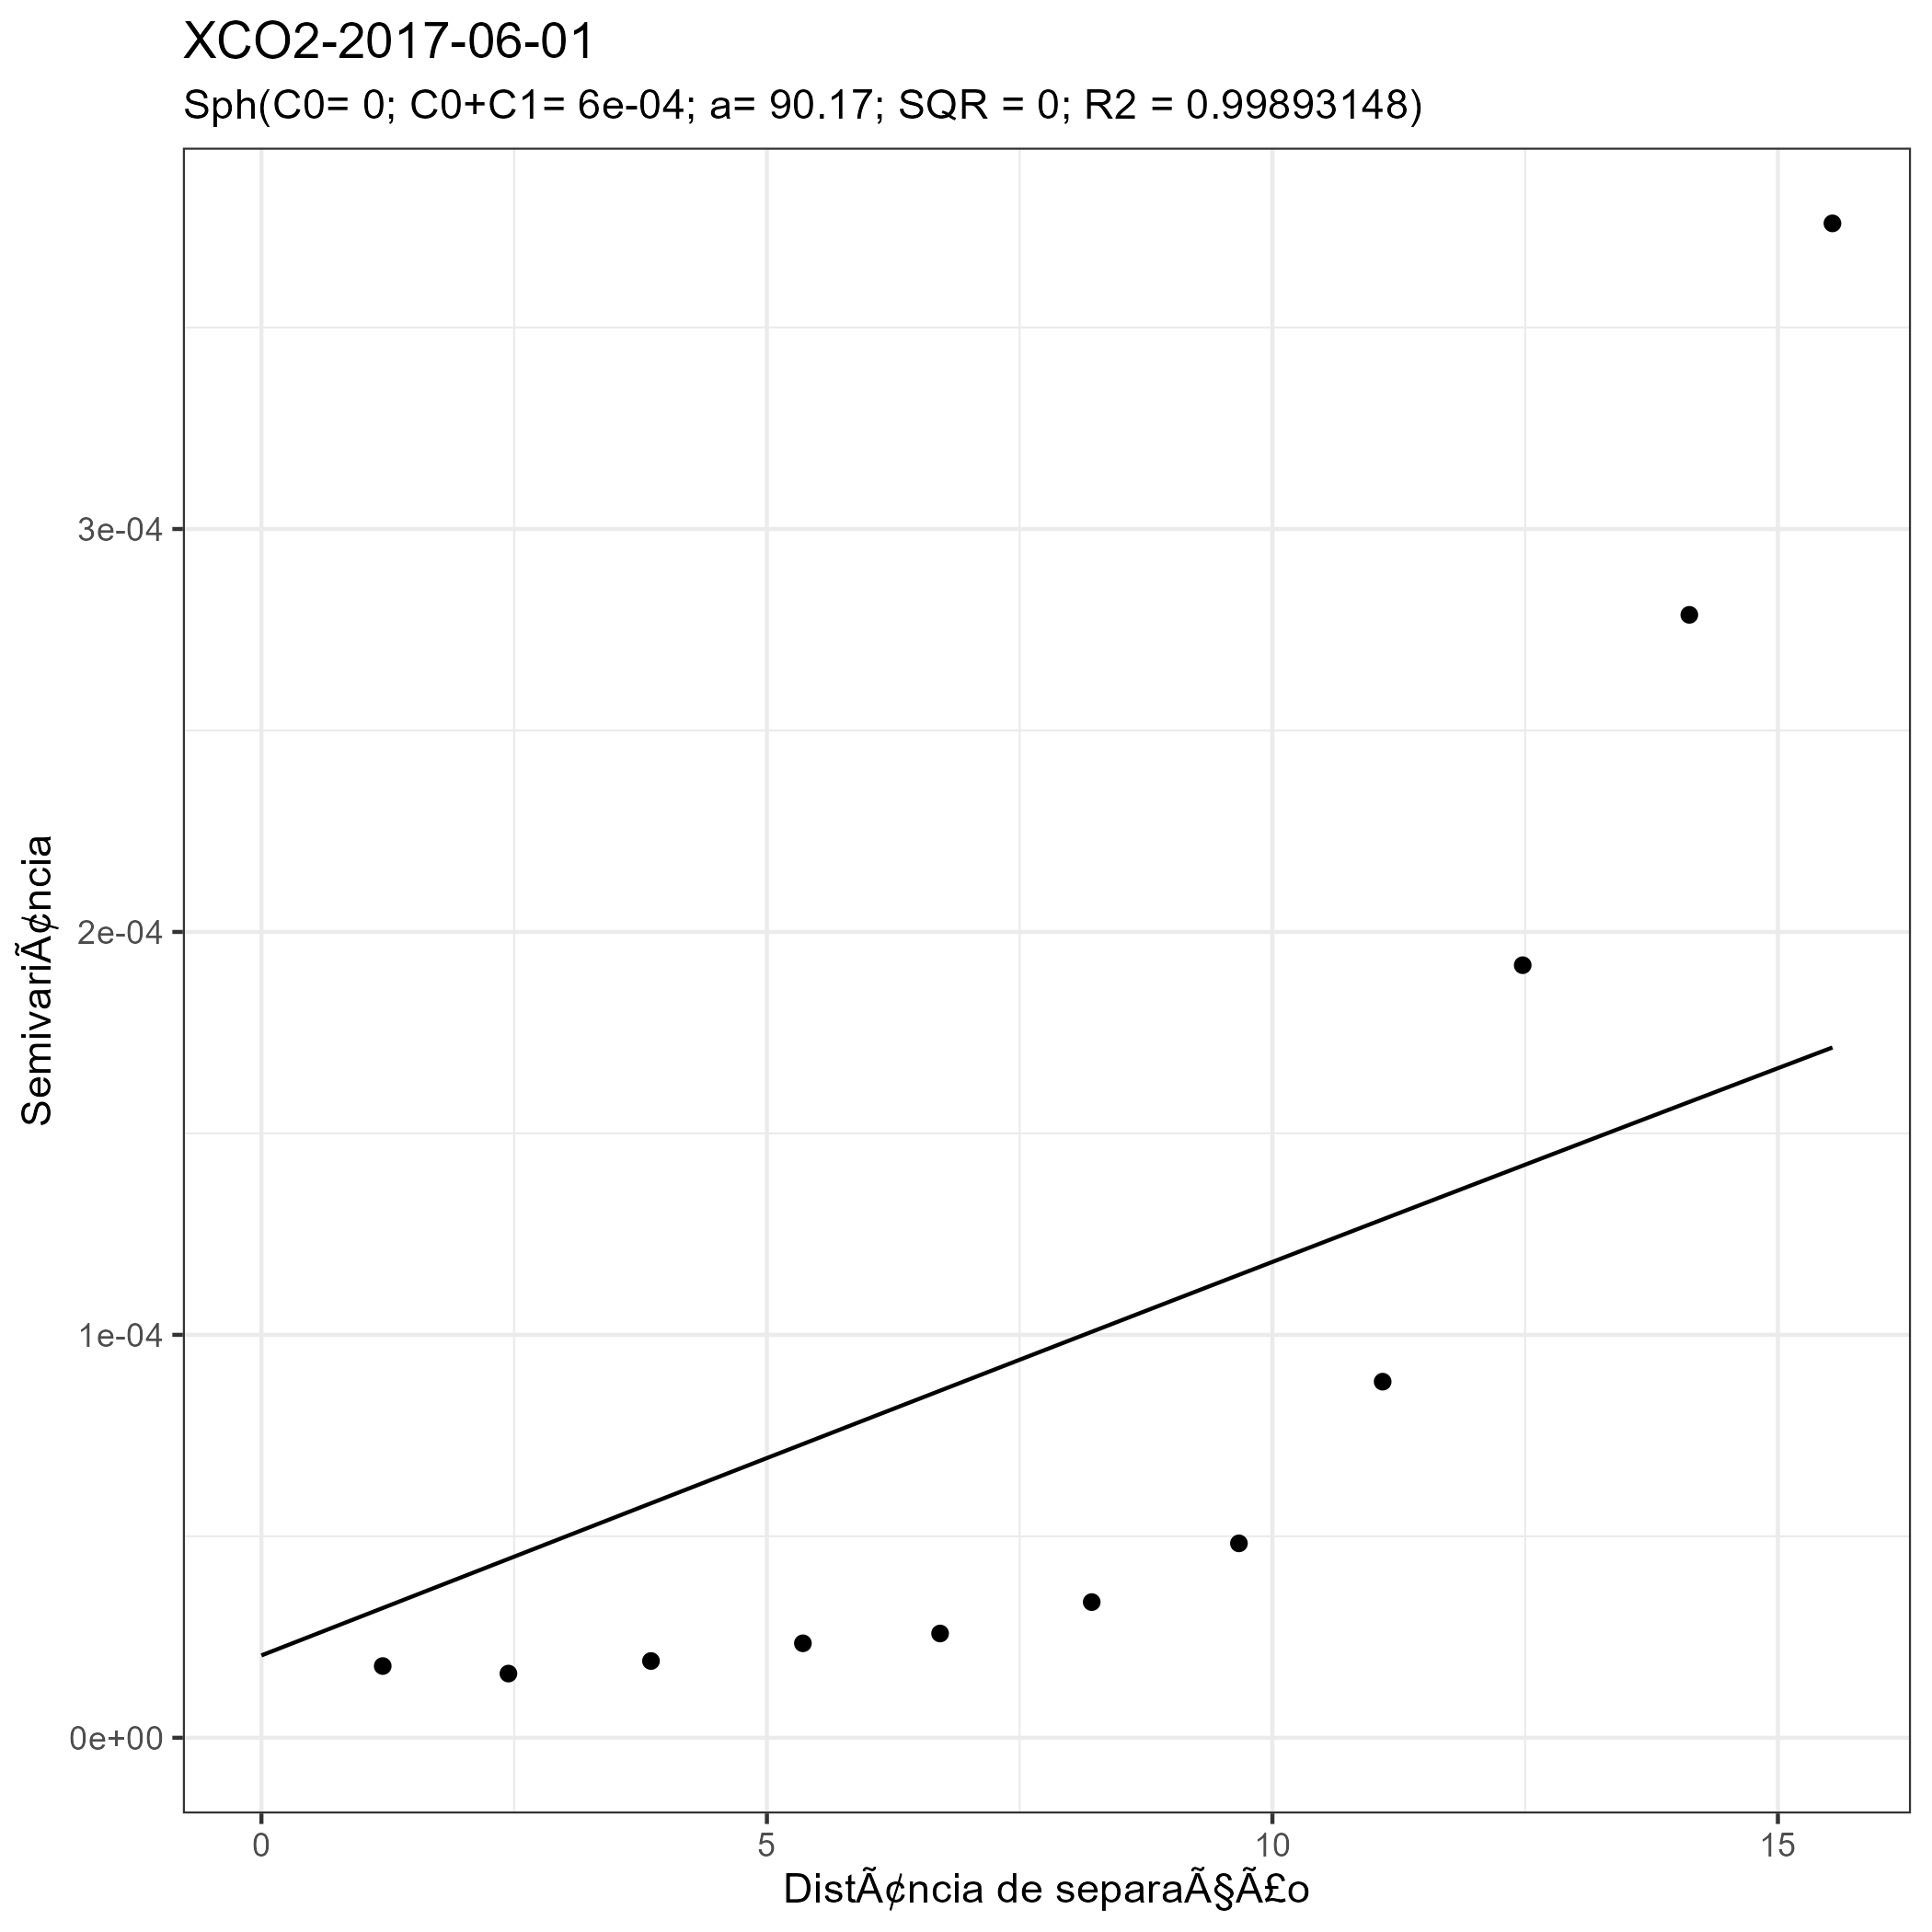 XCO2-2017-06-01
Sph(C0= 0; C0+C1= 6e-04; a= 90.17; SQR = 0; R2 = 0.99893148)
SemivariÃ¢ncia
3e-04
2e-04
1e-04
0e+00
0 5 10 15
DistÃ¢ncia de separaÃ§Ã£o